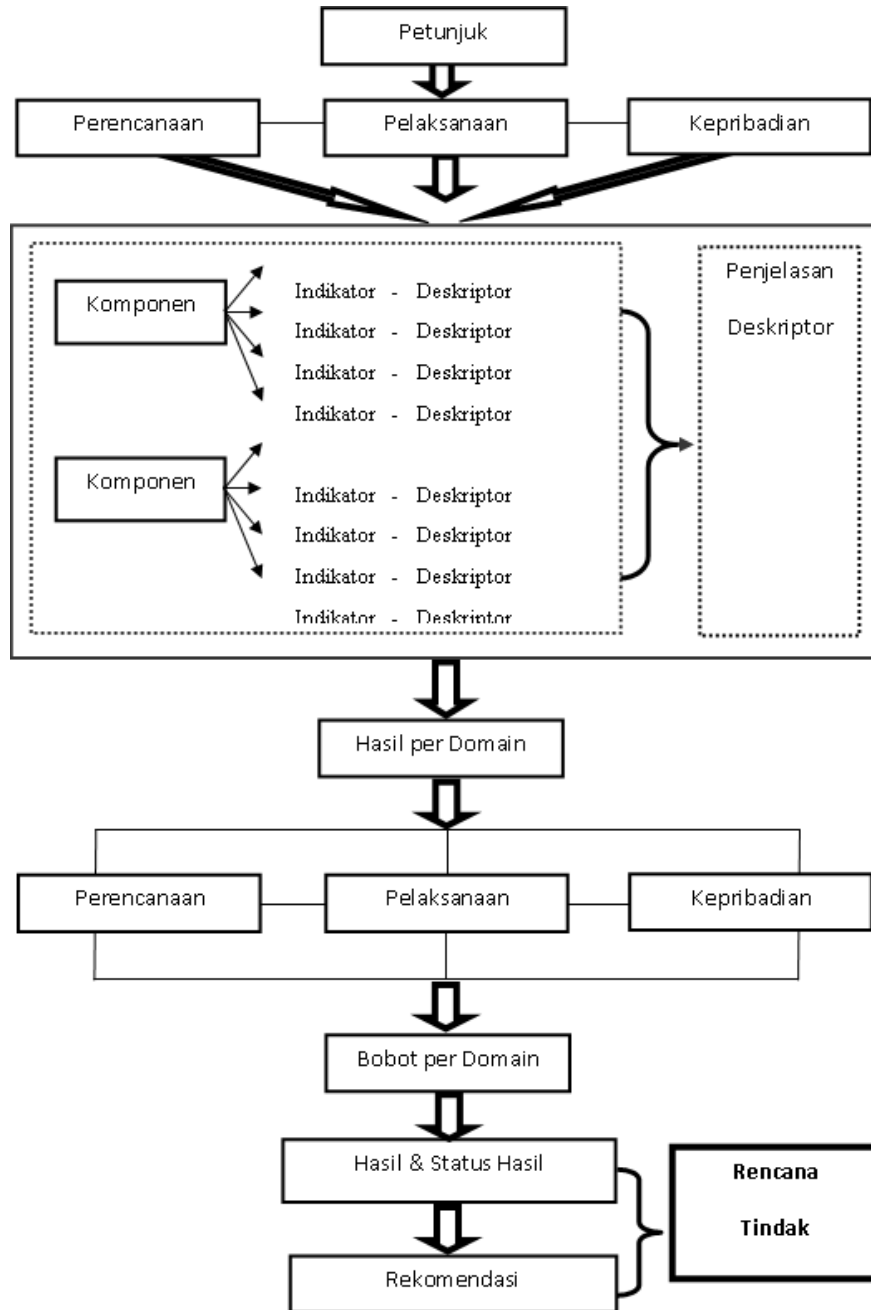 Petunjuk
Perencanaan
Pelaksanaan
Kepribadian
Komponen
Indikator - Deskriptor
Indikator - Deskriptor
Indikator - Deskriptor
Indikator - Deskriptor
Komponen
Indikator - Deskriptor
Indikator - Deskriptor
Indikator - Deskriptor
Indikator - Deskriptor
Penjelasan
Deskriptor
Hasil per Domain
Perencanaan
Pelaksanaan
Kepribadian
Bobot per Domain
Hasil & Status Hasil
Rekomendasi
Rencana
Tindak